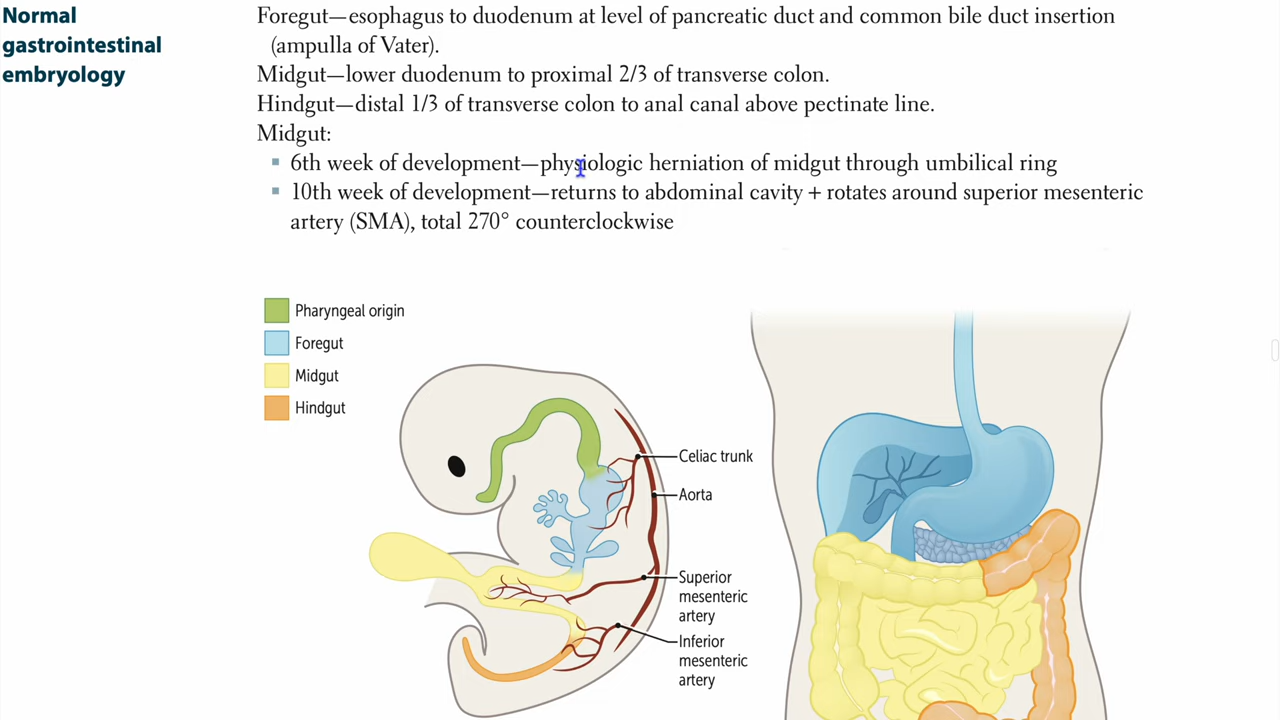 Normal
gastrointestinal
embryology
Foregut—esophagus to duodenum at level of pancreatic duct and common bile duct insertion
(ampulla of Vater).
Midgut—lower duodenum to proximal 2/3 of transverse colon.
Hindgut—distal 1/3 of transverse colon to anal canal above pectinate line.
Midgut:
▪ 6th week of development—physiologic herniation of midgut through umbilical ring
▪ 10th week of development—returns to abdominal cavity + rotates around superior mesenteric
artery (SMA), total 270° counterclockwise
Pharyngeal origin
Foregut
Midgut
Hindgut
Celiac trunk
Aorta
Superior
mesenteric
artery
Inferior
mesenteric
artery